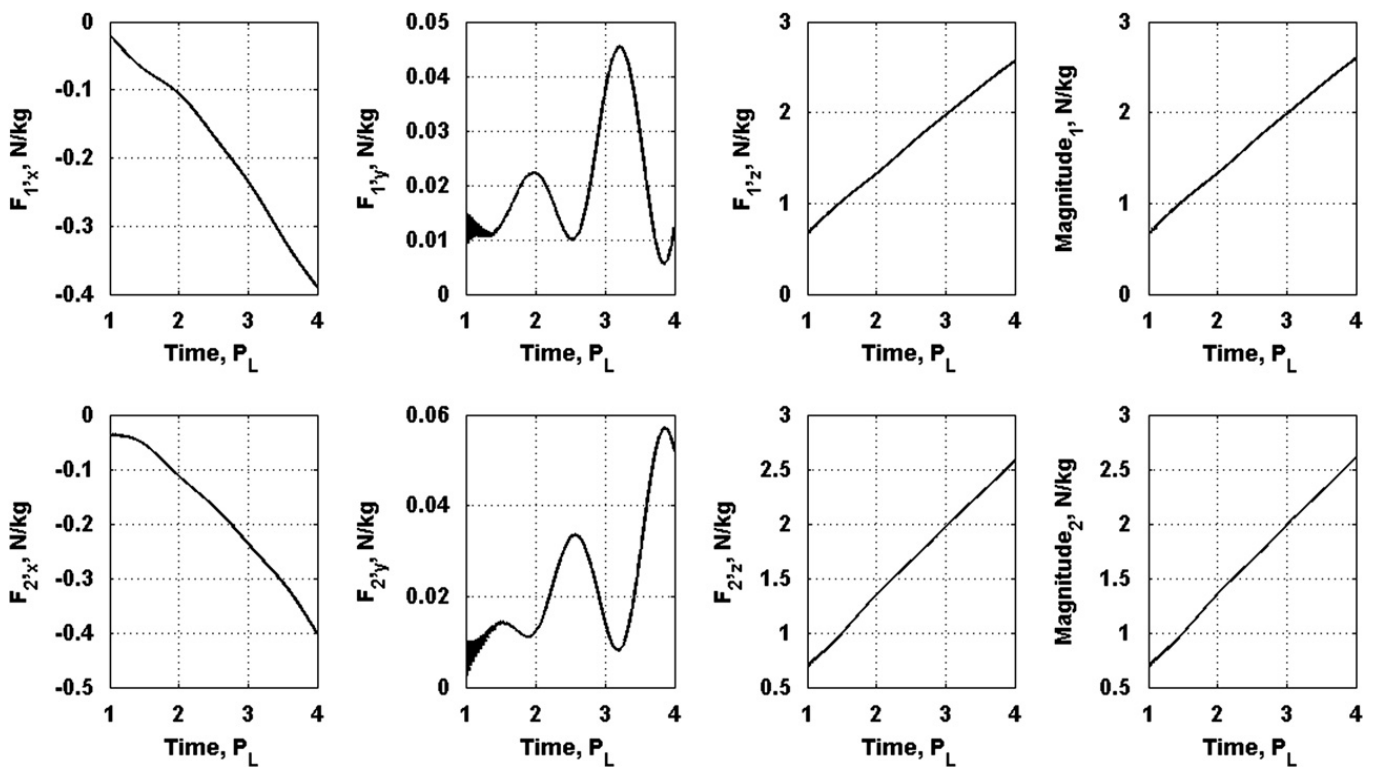 F1,x, N/kg
0
-0.1
-0.2
-0.3
-0.4
1 2 3 4
Time, PL
F1,y, N/kg
0.05
0.04
0.03
0.02
0.01
0
1 2 3 4
Time, PL
F1,z, N/kg
3
2
1
0
1 2 3 4
Time, PL
Magnitude1, N/kg
3
2
1
0
1 2 3 4
Time, PL
F2,x, N/kg
0
-0.1
-0.2
-0.3
-0.4
-0.5
1 2 3 4
Time, PL
F2,y, N/kg
0.06
0.04
0.02
0
1 2 3 4
Time, PL
F2,z, N/kg
3
2.5
2
1.5
1
0.5
1 2 3 4
Time, PL
Magnitude2, N/kg
3
2.5
2
1.5
1
0.5
1 2 3 4
Time, PL